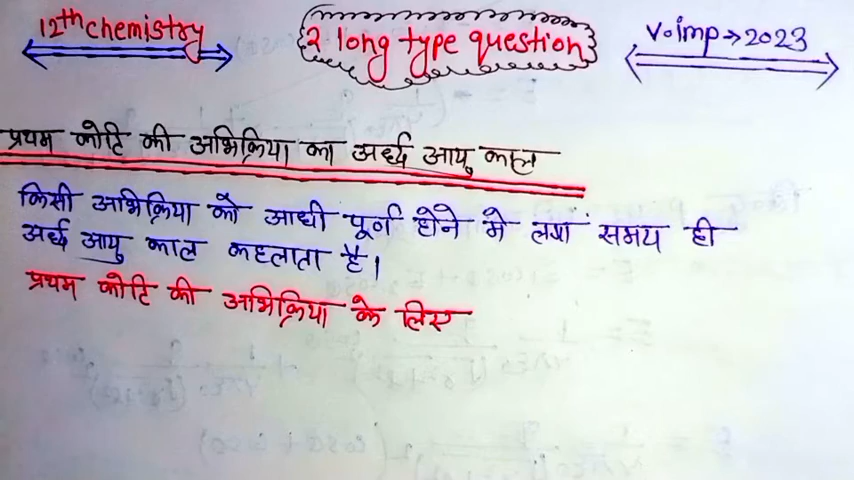 12th chemistry
2 long type question
V.imp→2023
प्रथम कोटि की अभिक्रिया का अर्द्ध आयु काल
किसी अभिक्रिया को आधी पूर्ण होने मे लगा समय ही
अर्द्ध आयु काल कहलाता है।
प्रथम कोटि की अभिक्रिया के लिए